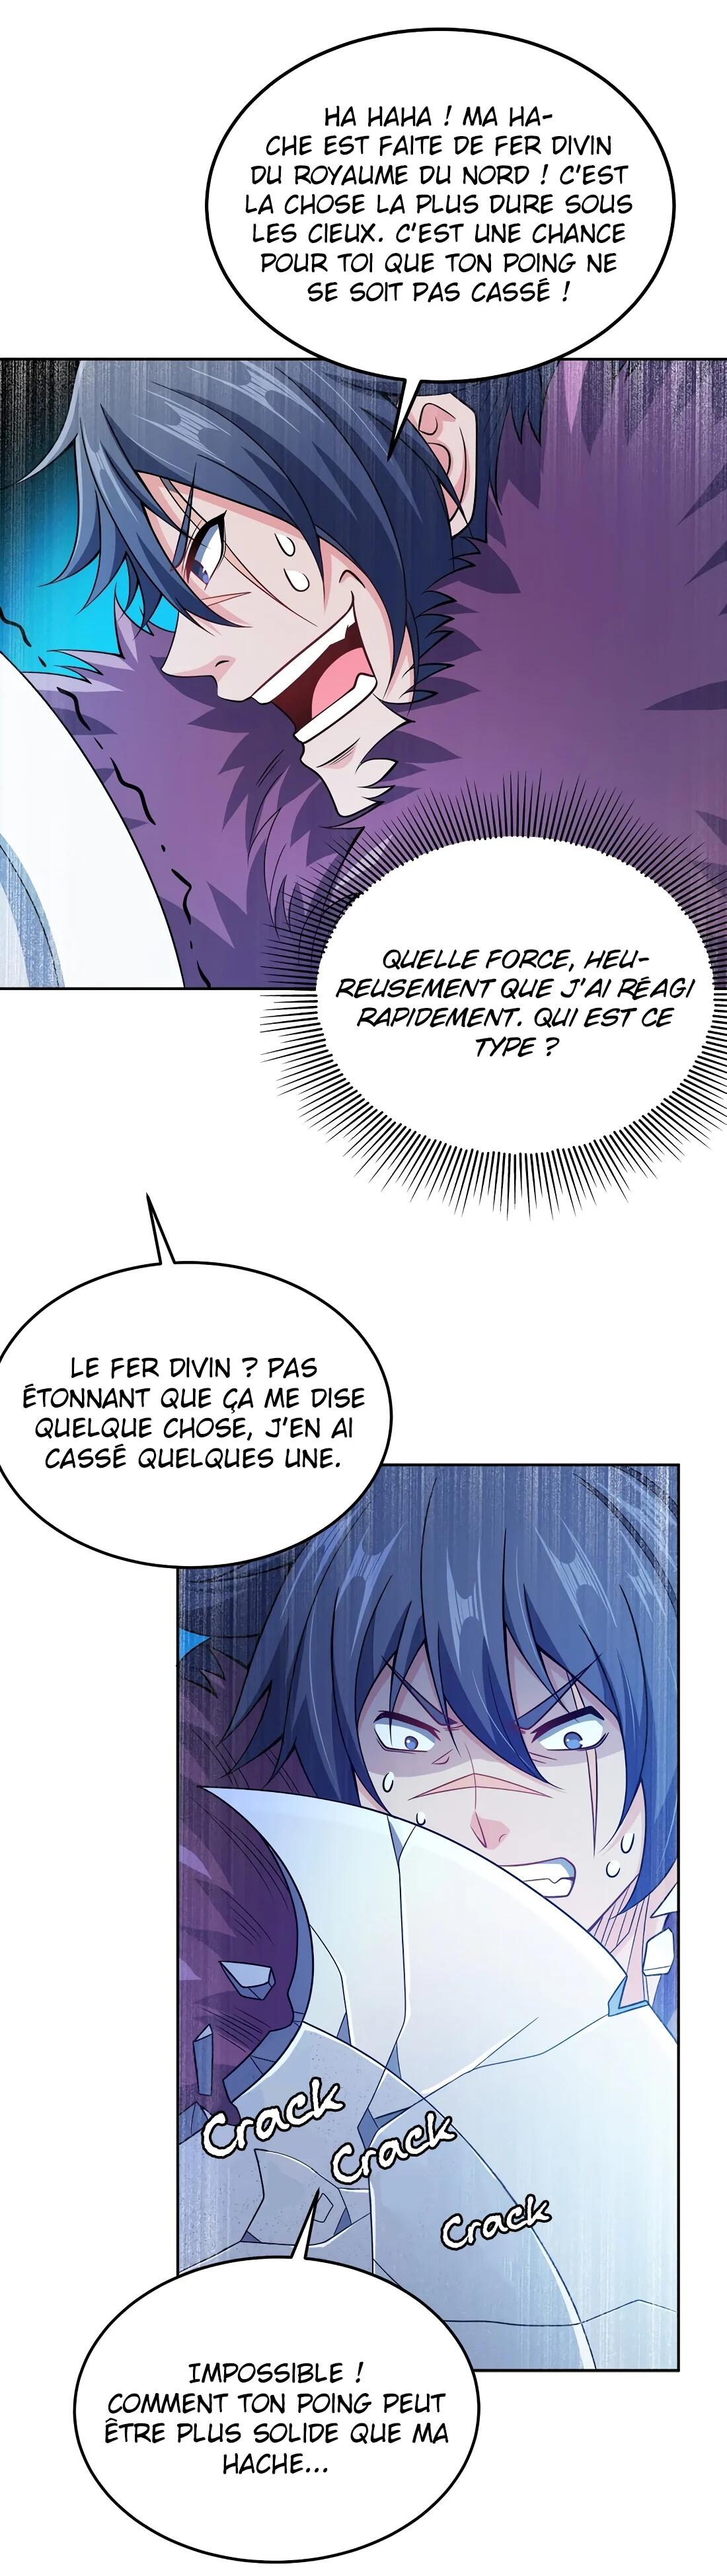 HA HAHA ! MA HA-
CHE EST FAITE DE FER DIVIN
DU ROYAUME DU NORD ! C'EST
LA CHOSE LA PLUS DURE SOUS
LES CIEUX. C'EST UNE CHANCE
POUR TOI QUE TON POING NE
SE SOIT PAS CASSÉ !
QUELLE FORCE, HEU-
REUSEMENT QUE J'AI RÉAGI
RAPIDEMENT. QUI EST CE
TYPE ?
LE FER DIVIN ? PAS
ÉTONNANT QUE ÇA ME DISE
QUELQUE CHOSE, J'EN AI
CASSÉ QUELQUES UNE.
Crack
Crack
Crack
IMPOSSIBLE !
COMMENT TON POING PEUT
ÊTRE PLUS SOLIDE QUE MA
HACHE...